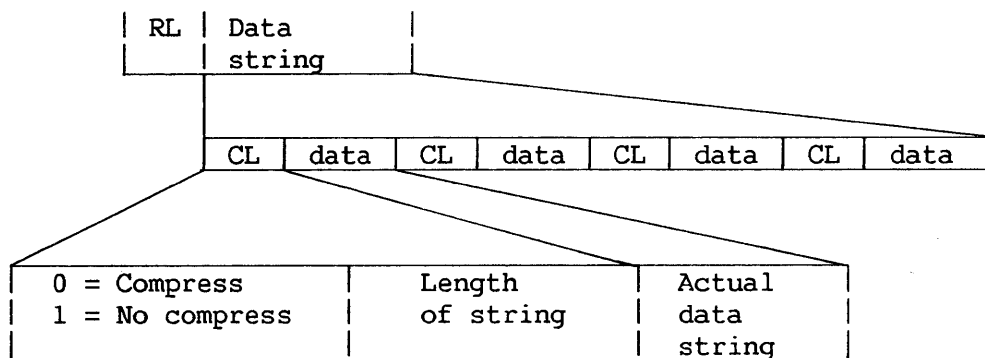 RL Data
string
CL data CL data CL data CL data
0 = Compress Length Actual
1 = No compress of string data
string